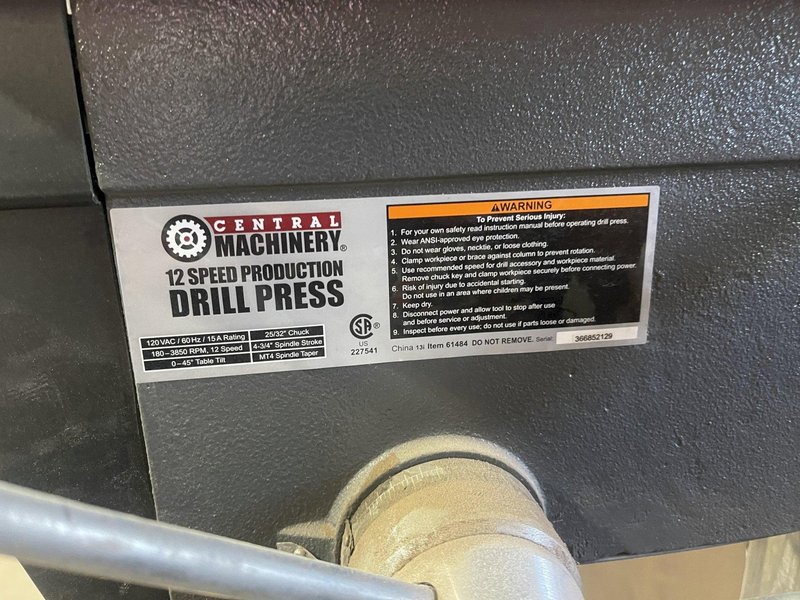 CENTRAL
MACHINERY®
12 SPEED PRODUCTION
DRILL PRESS
120 VAC / 60 Hz / 15 A Rating
25/32" Chuck
180–3850 RPM, 12 Speed
4-3/4" Spindle Stroke
0–45° Table Tilt
MT4 Spindle Taper
SA®
US
227541
⚠WARNING
To Prevent Serious Injury:
1. For your own safety read instruction manual before operating drill press.
2. Wear ANSI-approved eye protection.
3. Do not wear gloves, necktie, or loose clothing.
4. Clamp workpiece or brace against column to prevent rotation.
5. Use recommended speed for drill accessory and workpiece material.
Remove chuck key and clamp workpiece securely before connecting power.
6. Risk of injury due to accidental starting.
Do not use in an area where children may be present.
7. Keep dry.
8. Disconnect power and allow tool to stop after use
and before service or adjustment.
9. Inspect before every use; do not use if parts loose or damaged.
China 13i Item 61484 DO NOT REMOVE. Serial: 366852129